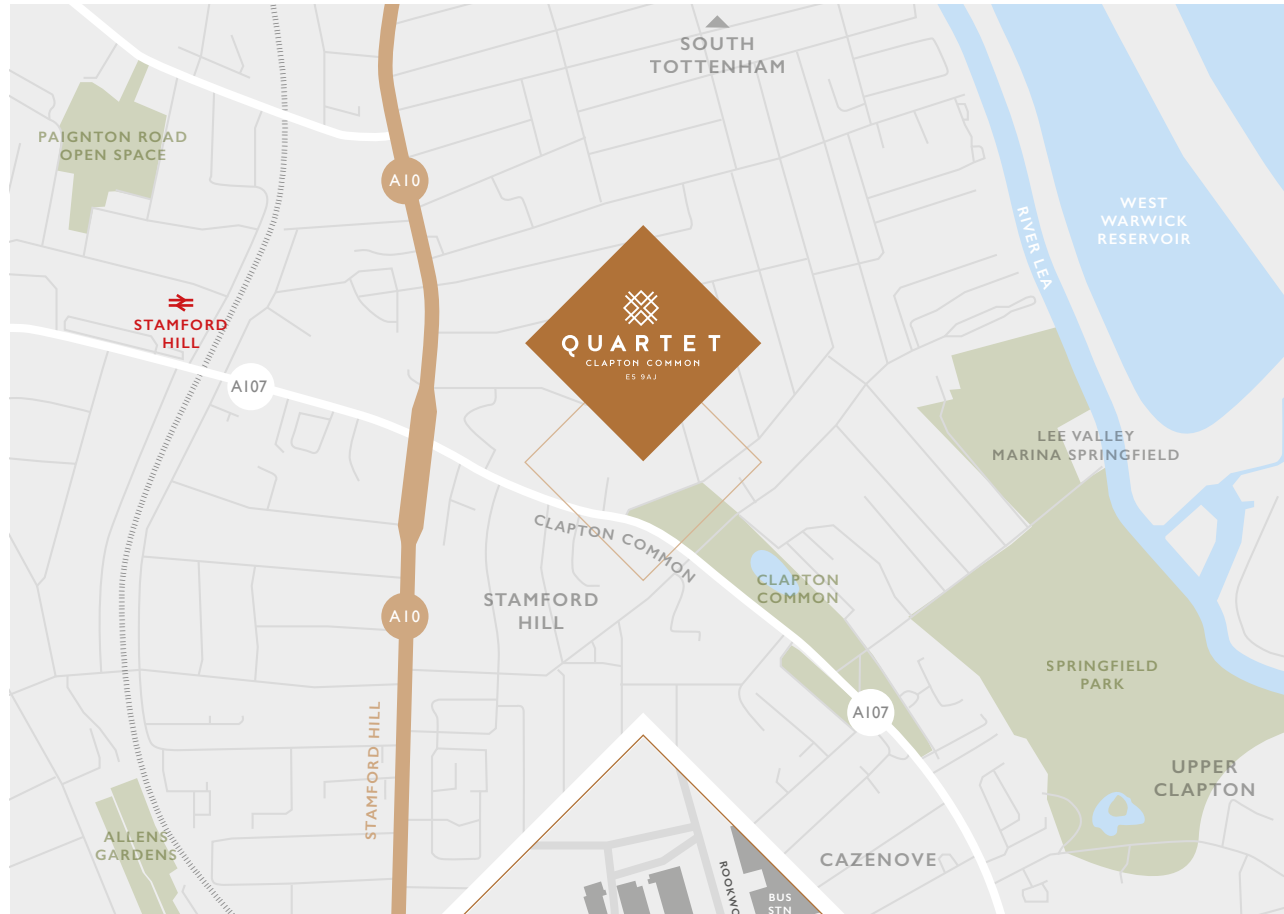 SOUTH
TOTTENHAM
PAIGNTON ROAD
OPEN SPACE
A10
WEST
WARWICK
RESERVOIR
RIVER LEA
STAMFORD
HILL
QUARTET
CLAPTON COMMON
E5 9AJ
A107
LEE VALLEY
MARINA SPRINGFIELD
CLAPTON COMMON
CLAPTON
COMMON
STAMFORD
HILL
A10
SPRINGFIELD
PARK
A107
STAMFORD HILL
UPPER
CLAPTON
ALLENS
GARDENS
CAZENOVE
BUS
STN